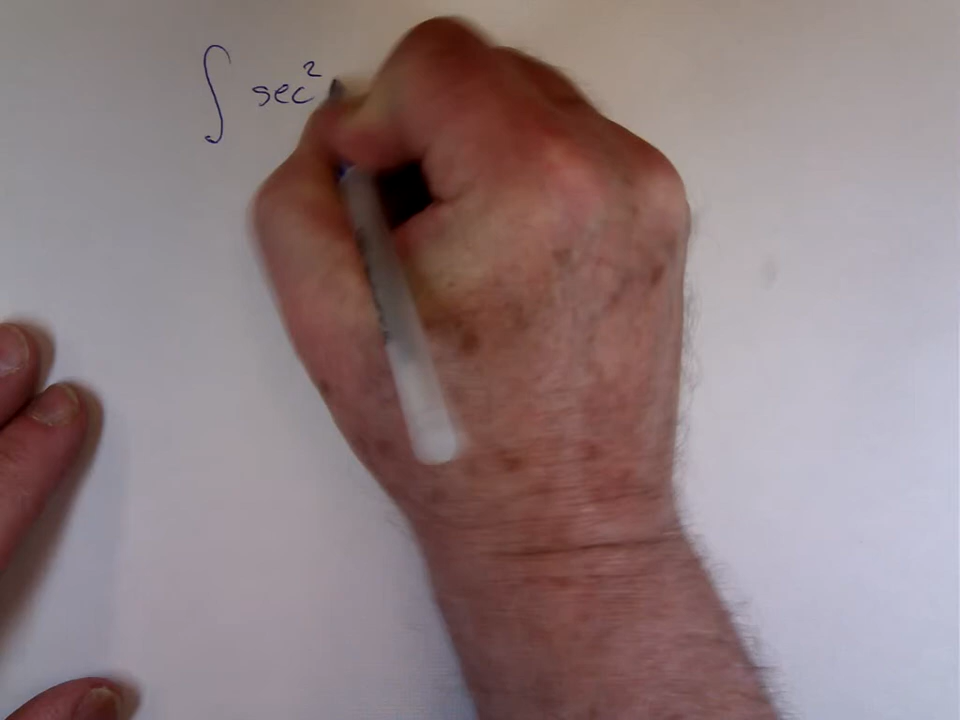 ∫ sec²